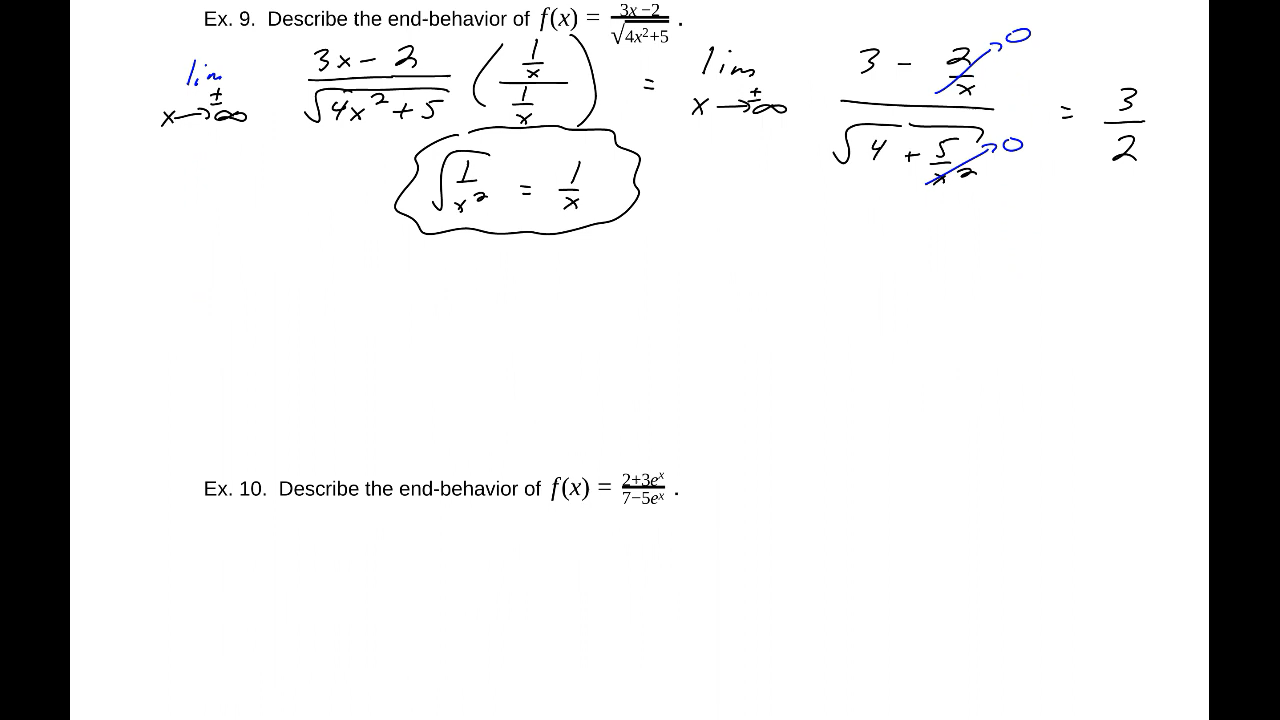 Ex. 9. Describe the end-behavior of f(x) = 3x−2 / √4x²+5 .
lim x→±∞ 3x − 2 / √4x² + 5 ( 1/x / 1/x ) = lim x→±∞ 3 − 2/x →0 / √4 + 5/x² →0 = 3/2
√1/x² = 1/x
Ex. 10. Describe the end-behavior of f(x) = 2+3eˣ / 7−5eˣ .